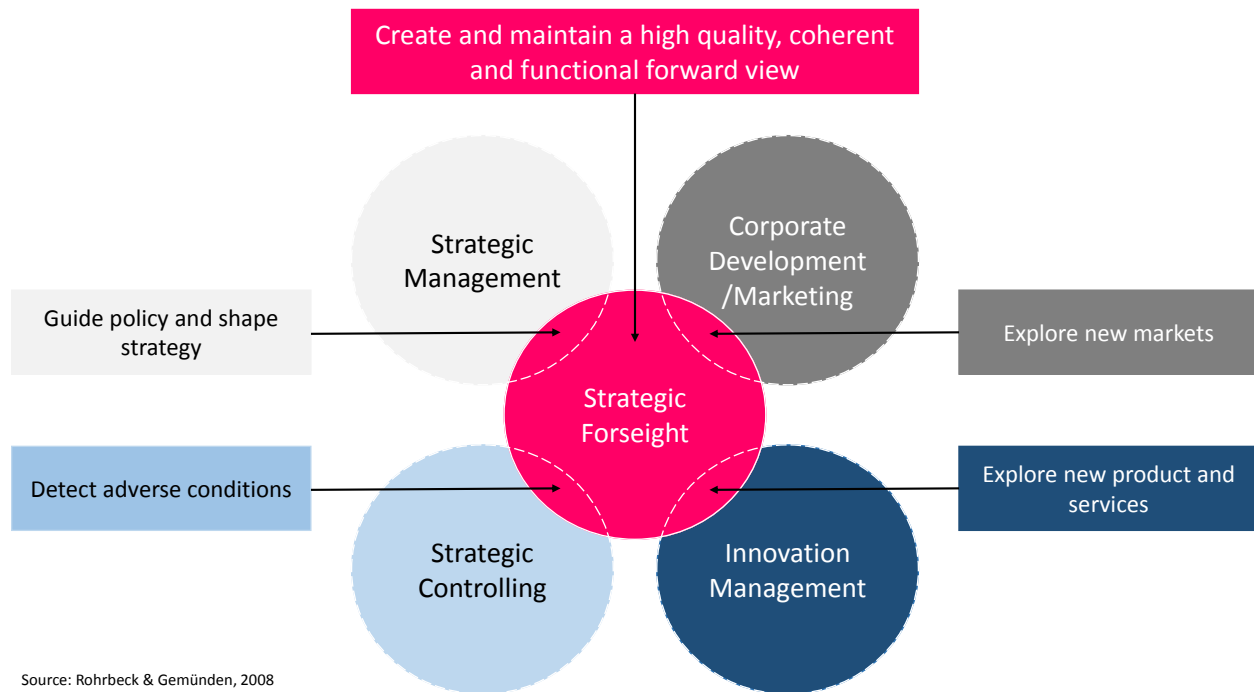 Create and maintain a high quality, coherent
and functional forward view
Strategic
Management
Corporate
Development
/Marketing
Guide policy and shape
strategy
Explore new markets
Strategic
Forseight
Detect adverse conditions
Explore new product and
services
Strategic
Controlling
Innovation
Management
Source: Rohrbeck & Gemünden, 2008